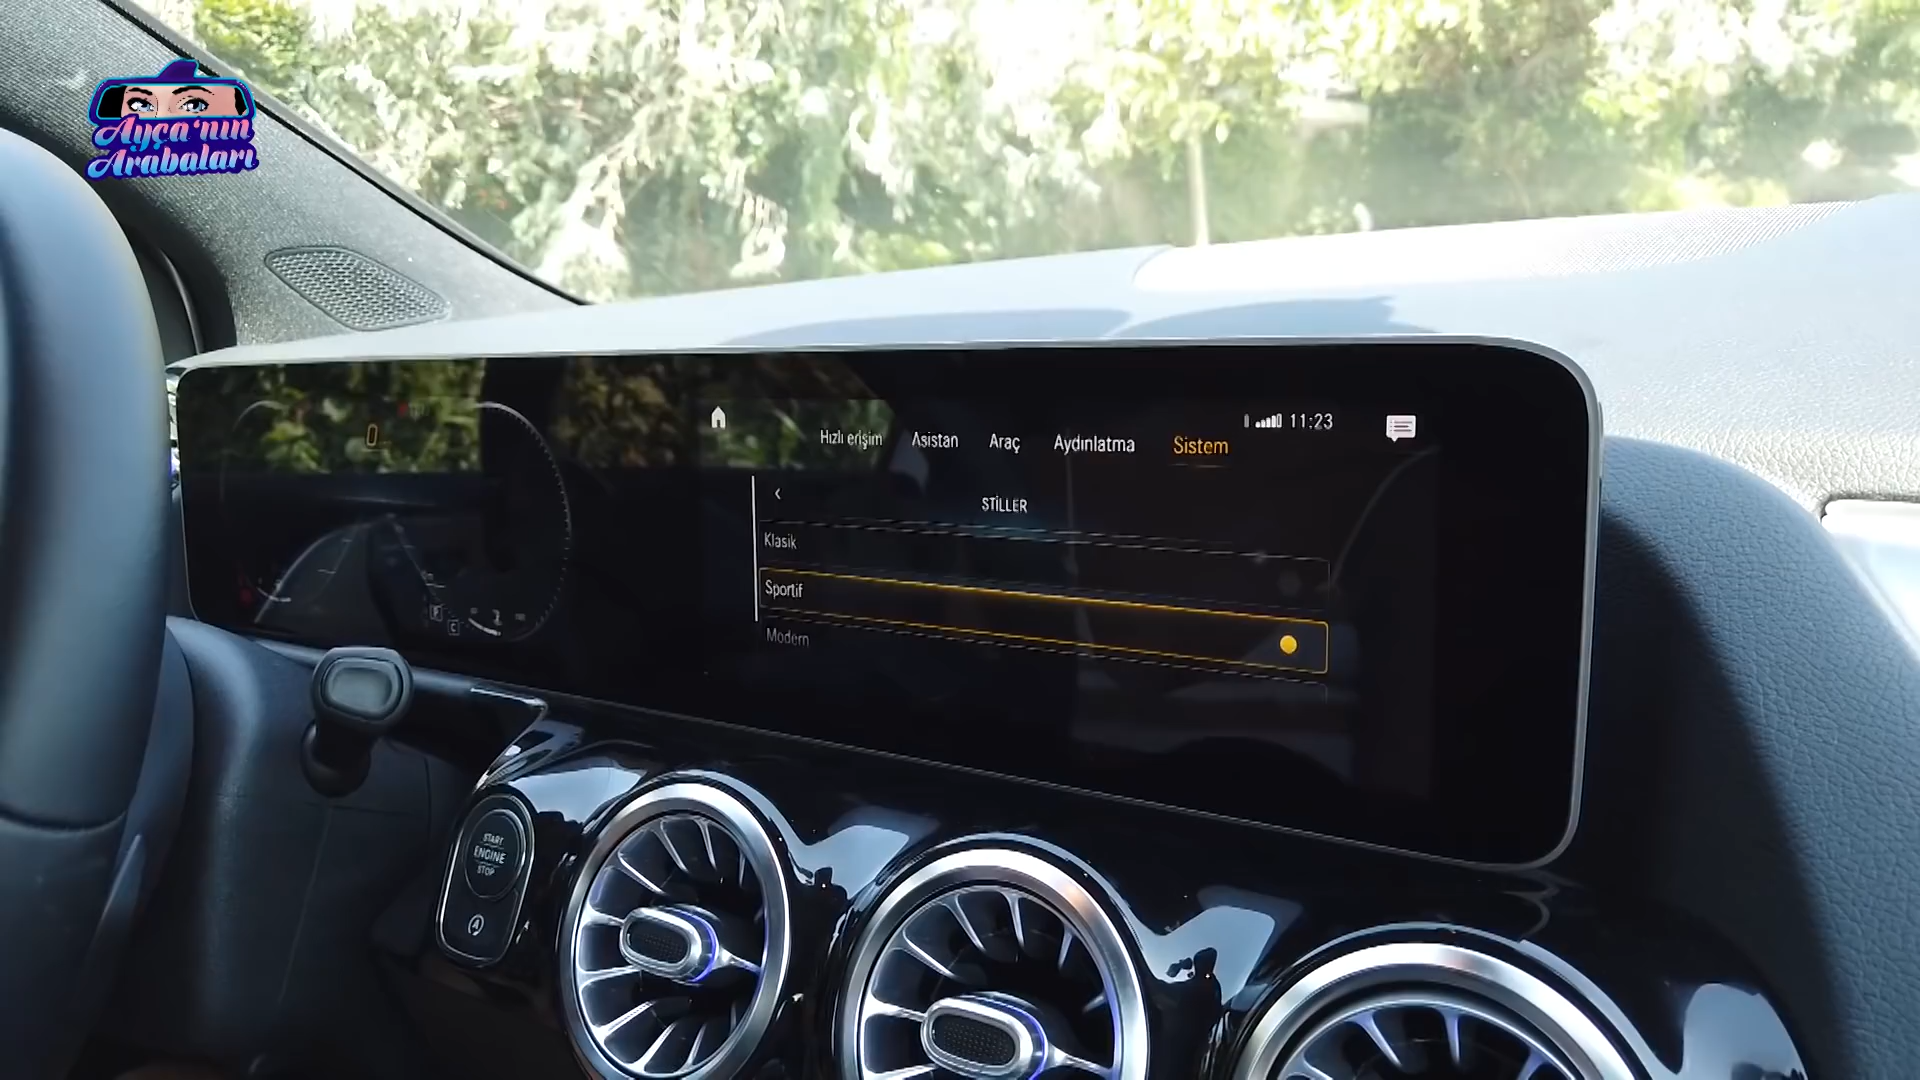 Ayça'nın
Arabaları
0
11:23
Hızlı erişim
Asistan
Araç
Aydınlatma
Sistem
STİLLER
Klasik
Sportif
Modern
P
C
START
ENGINE
STOP
A